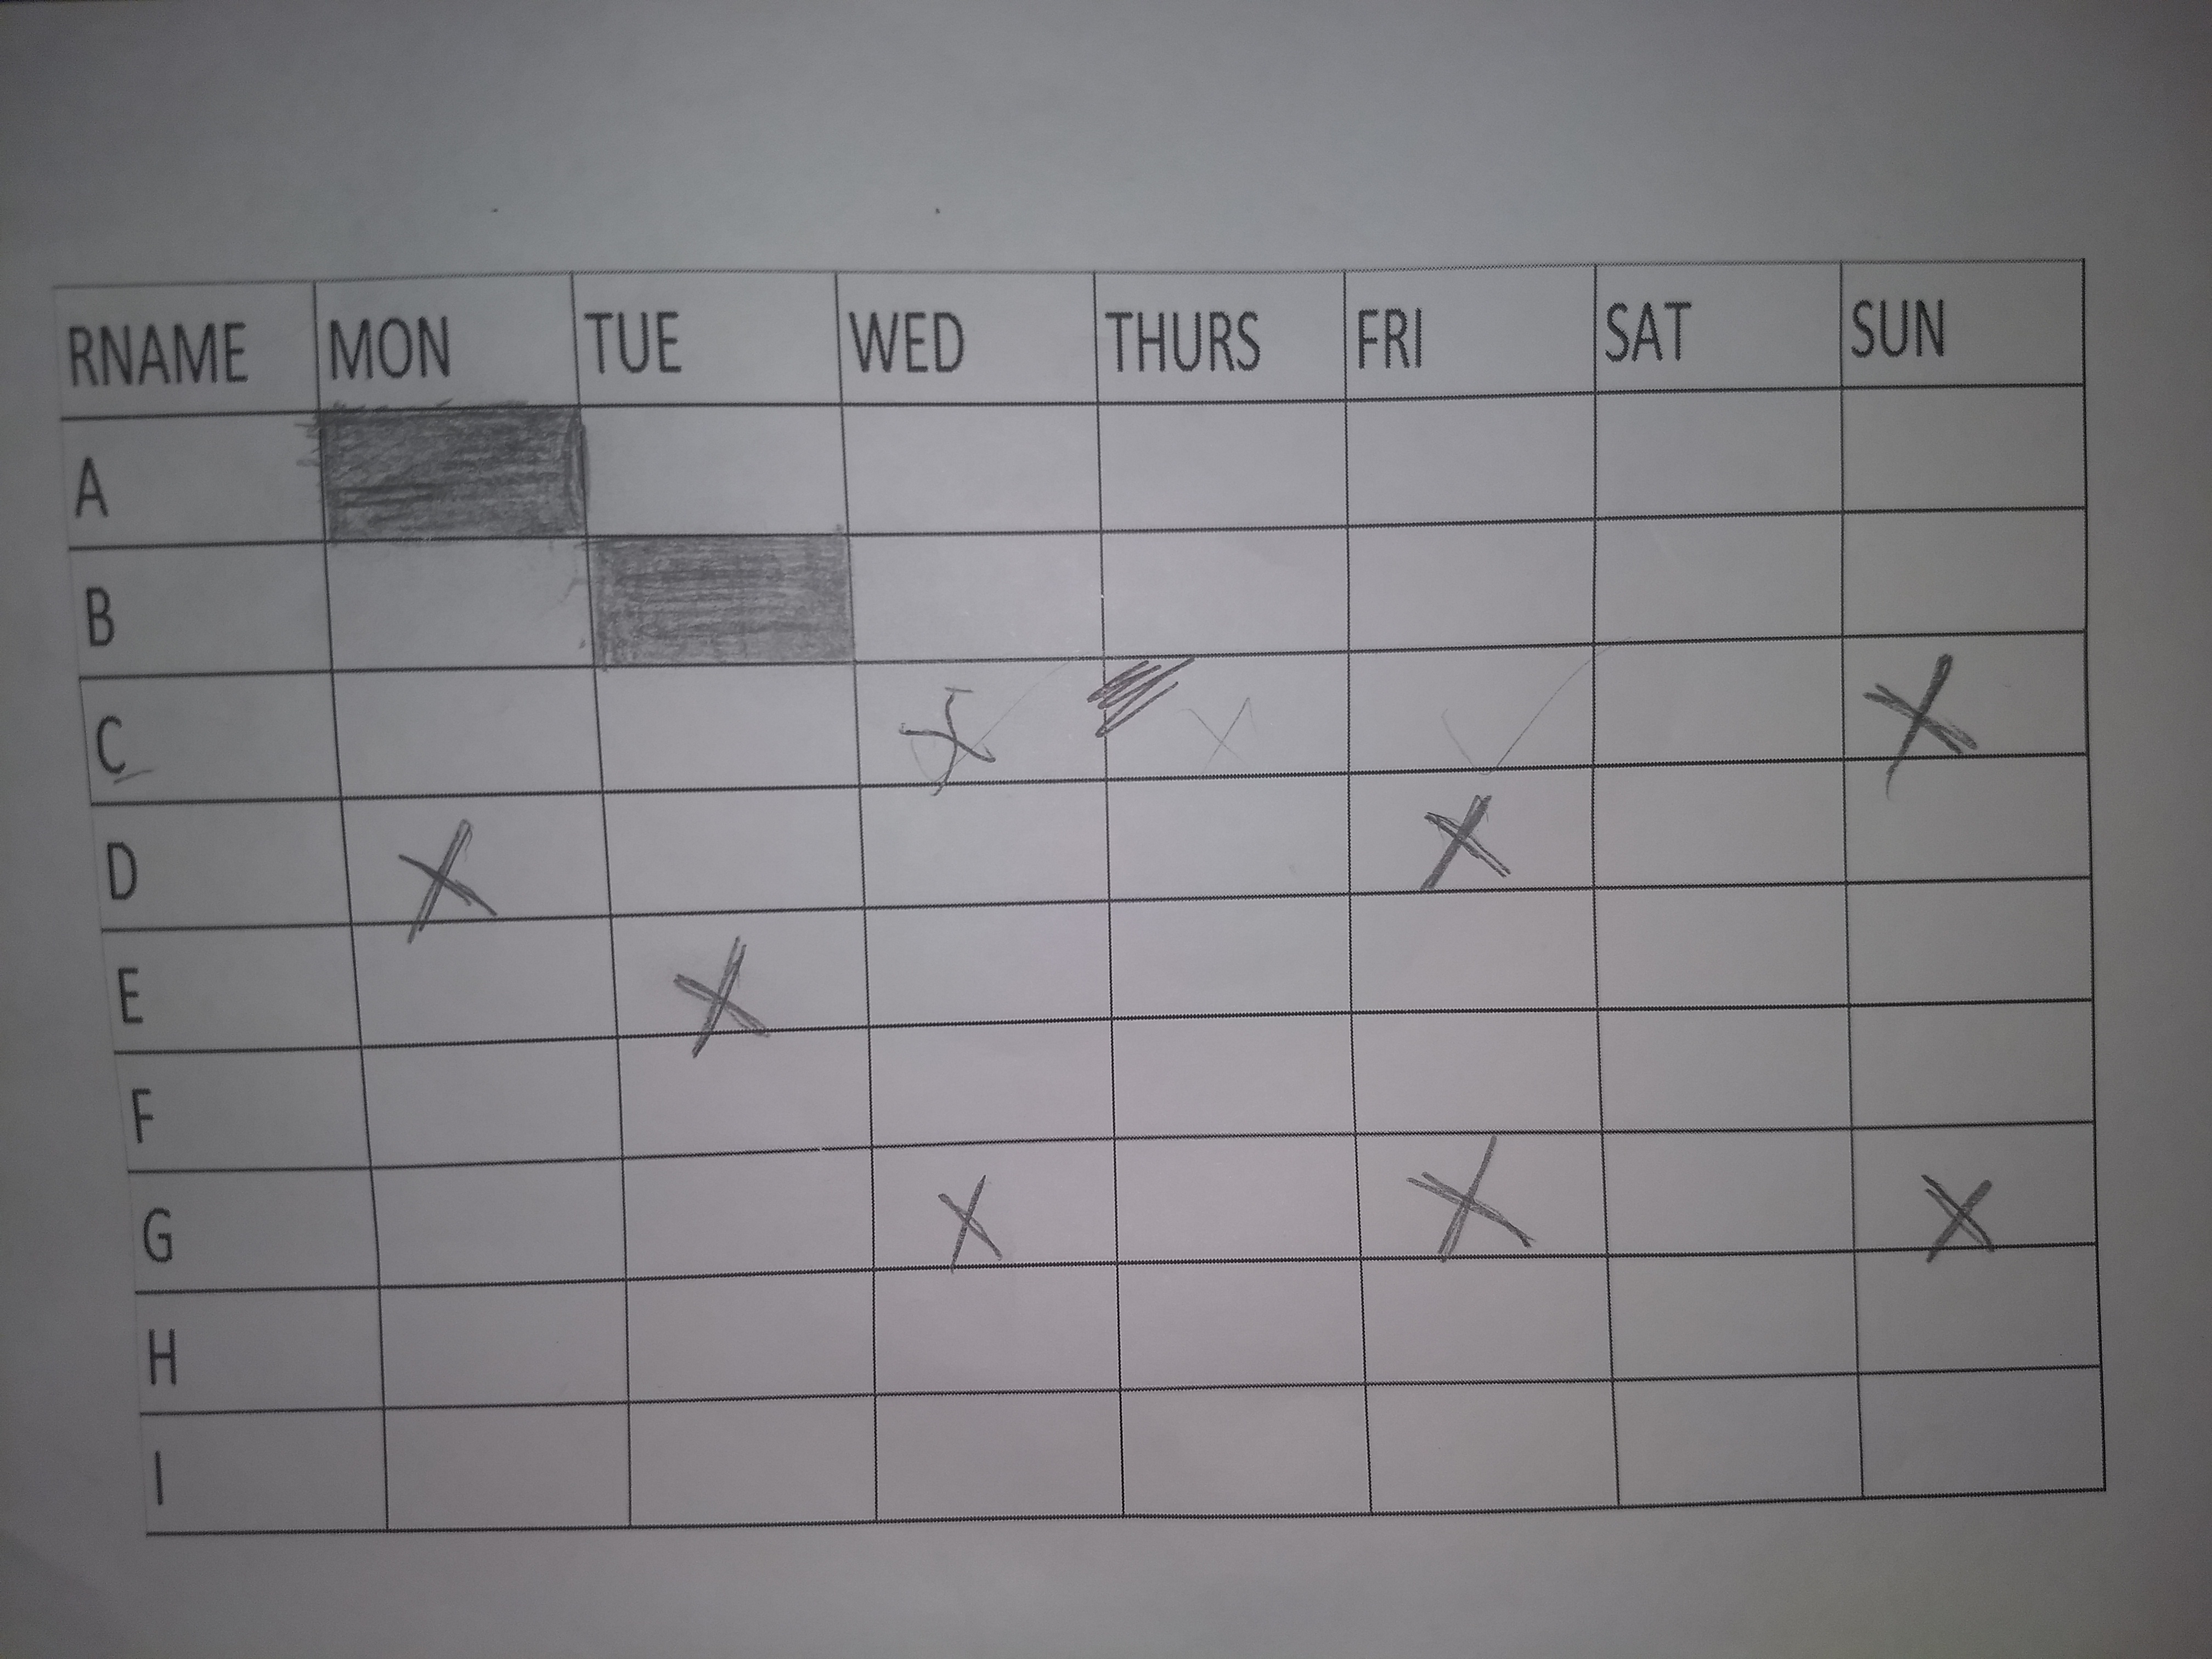 RNAME MON TUE WED THURS FRI SAT SUN
A
B
C X X X
D X X
E X
F
G X X X
H
I